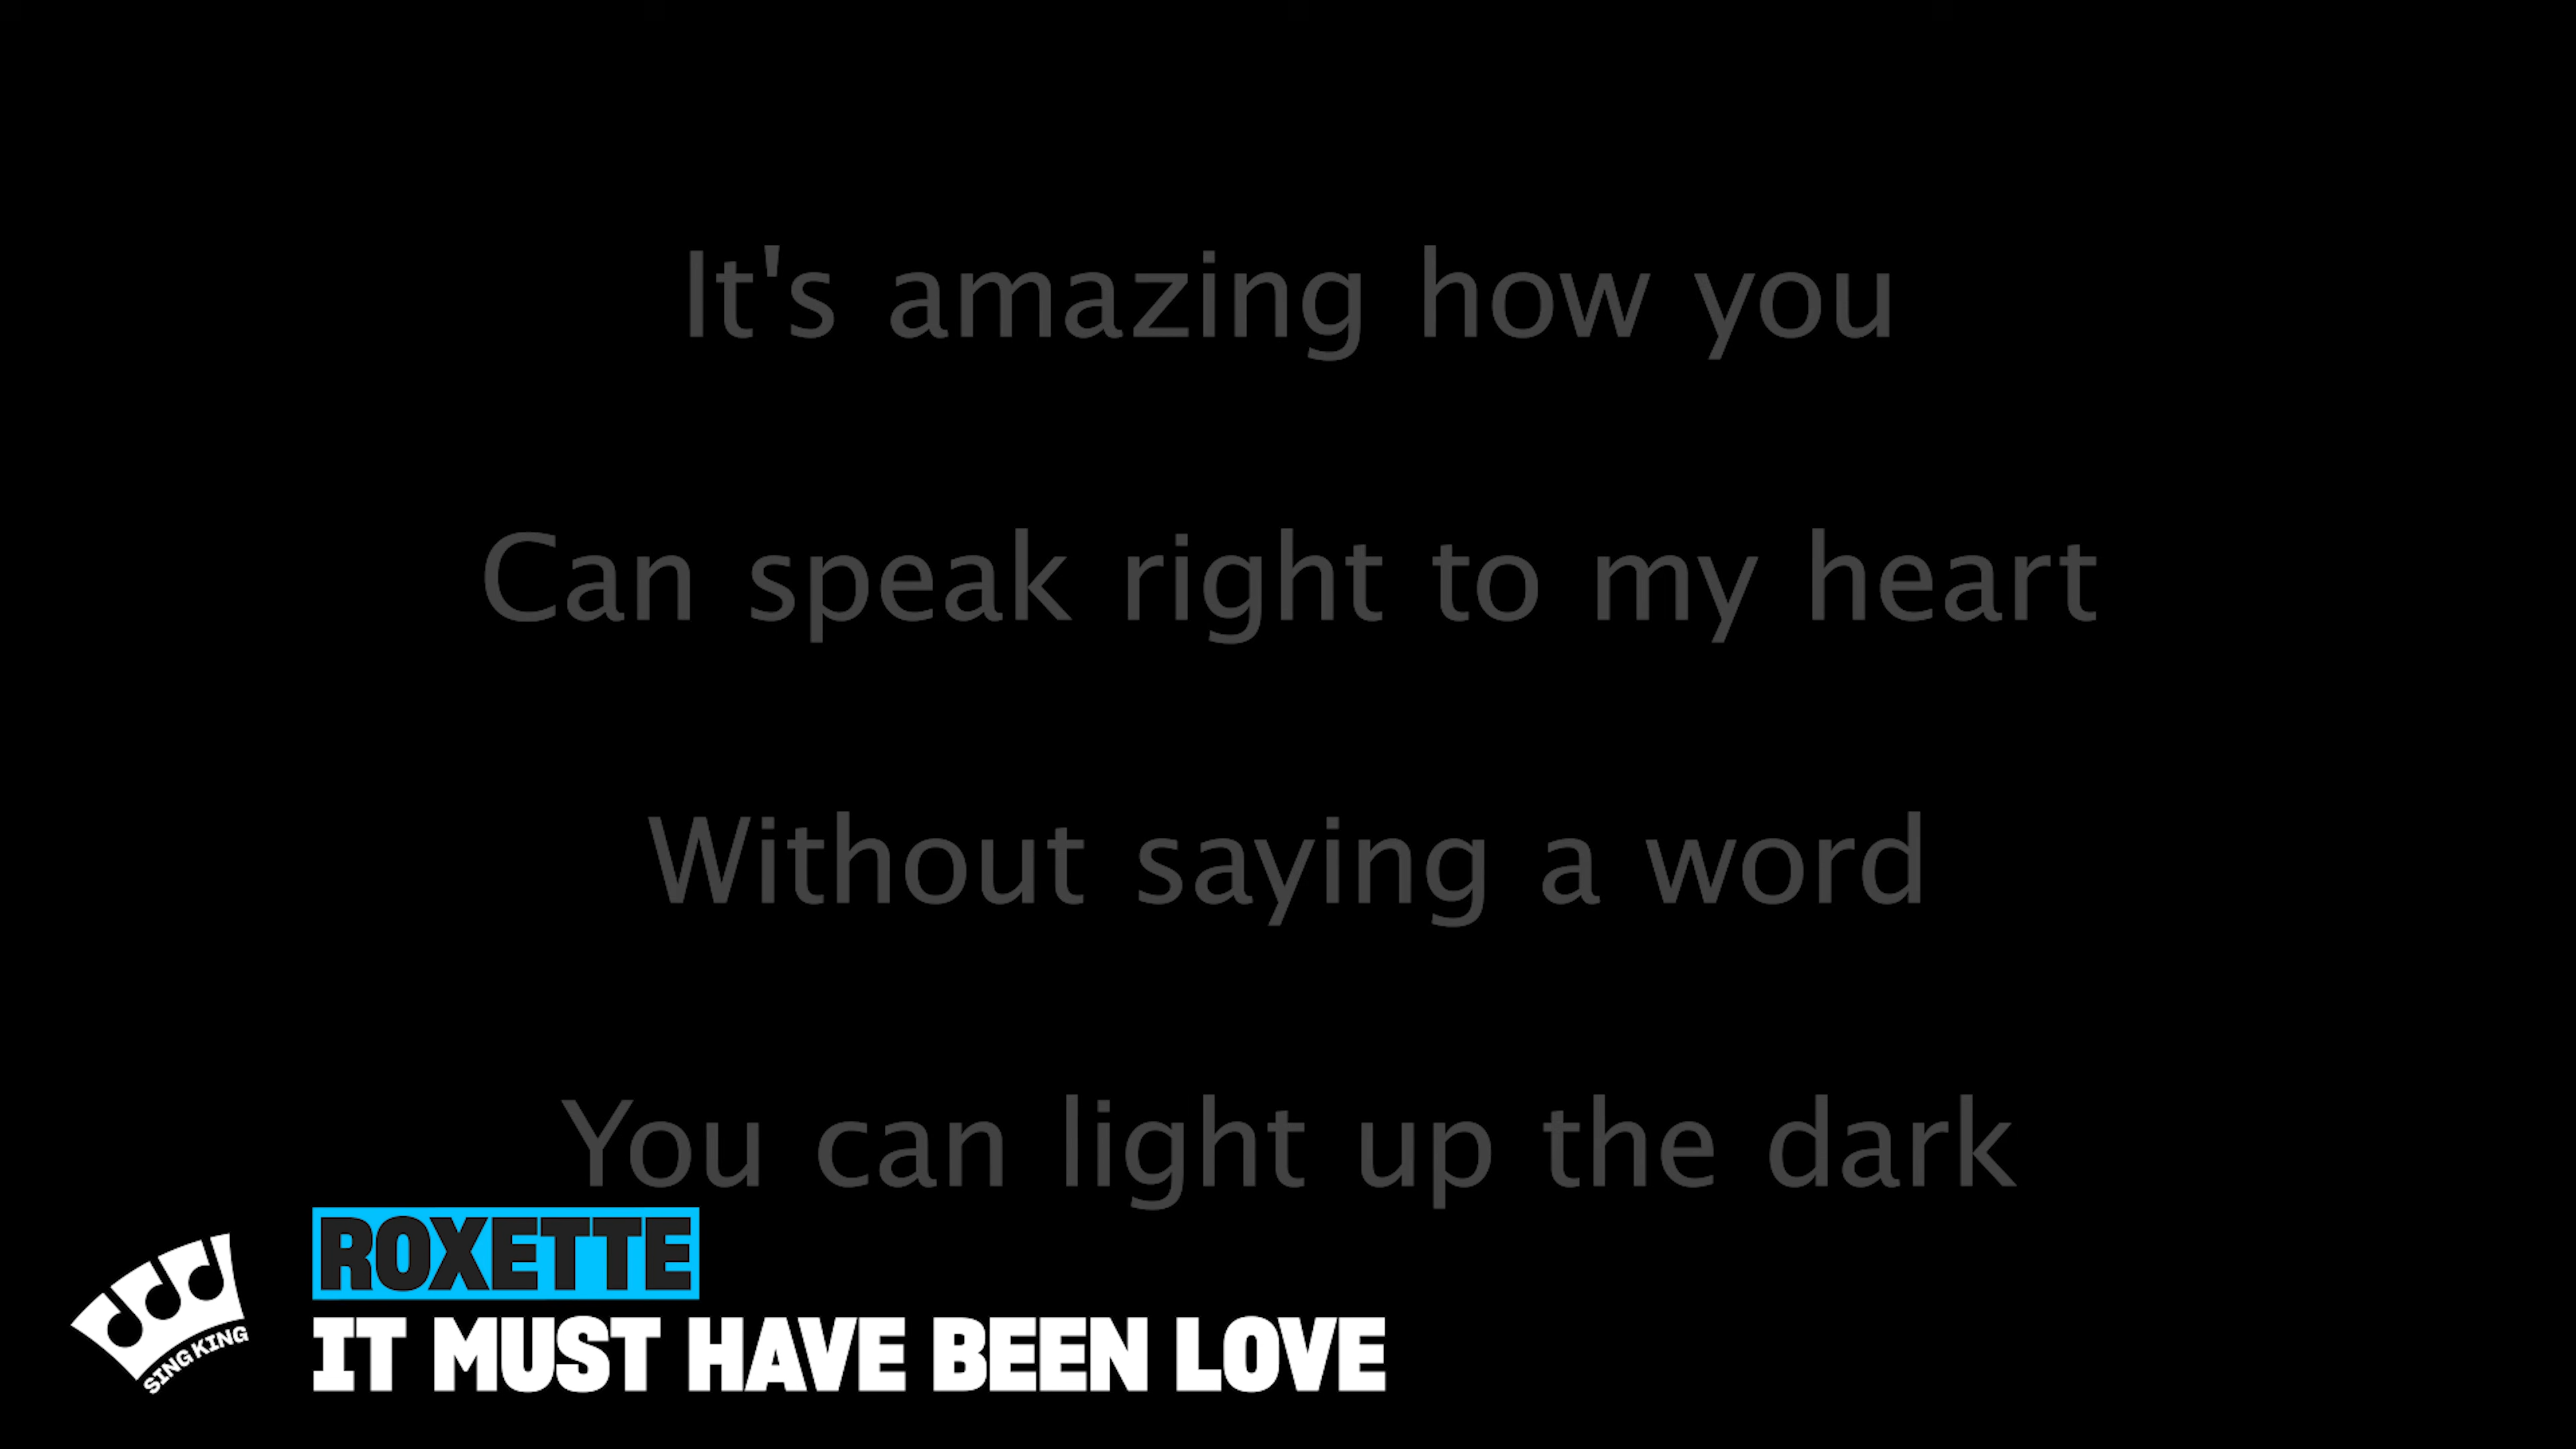 It's amazing how you
Can speak right to my heart
Without saying a word
You can light up the dark
ROXETTE
IT MUST HAVE BEEN LOVE
SING KING